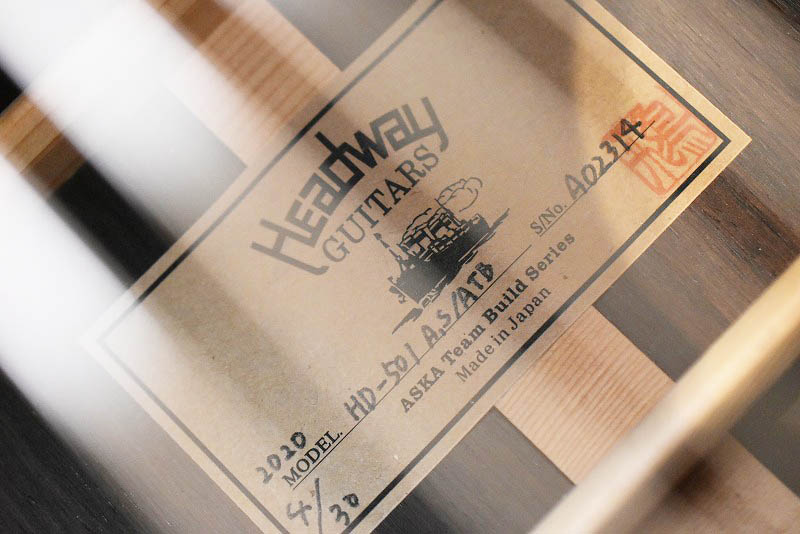 Headway
GUITARS
S/No. A02314
2020
MODEL. HD-501 A,S/ATB
ASKA Team Build Series
4/30
Made in Japan